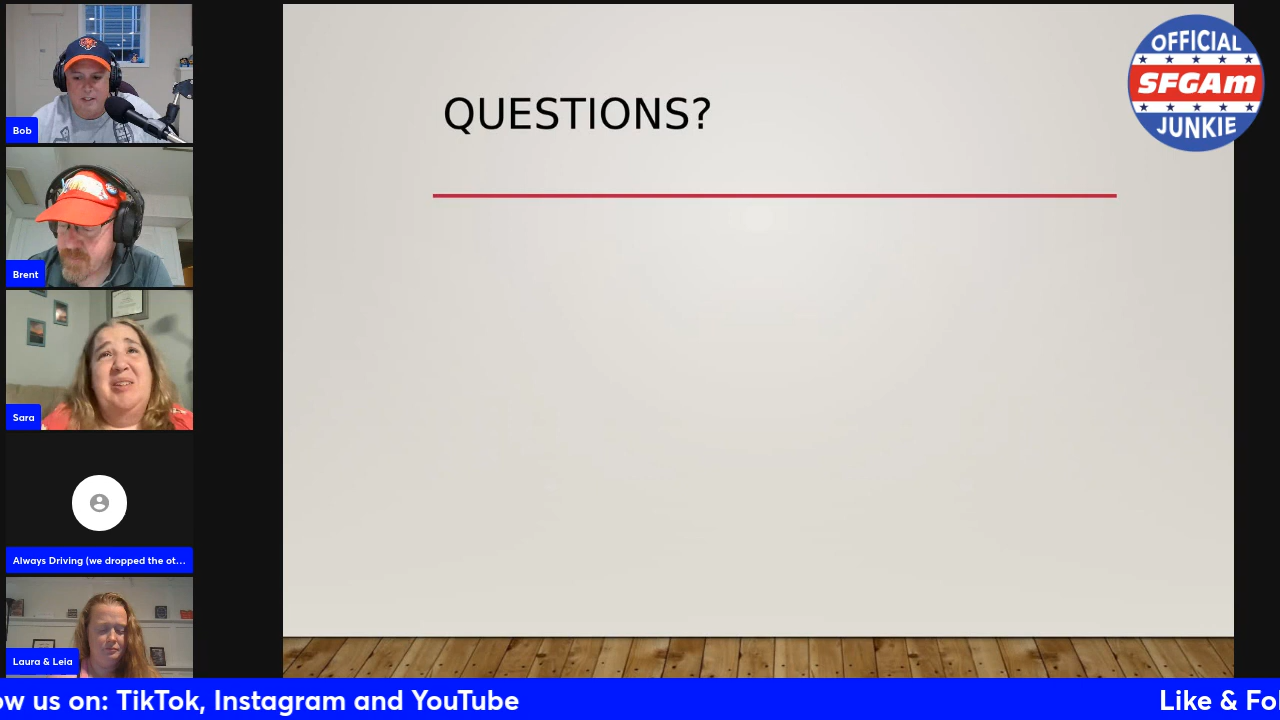 Bob
Brent
Sara
Always Driving (we dropped the ot...
Laura & Leia
QUESTIONS?
OFFICIAL
SFGAm
JUNKIE
ow us on: TikTok, Instagram and YouTube
Like & Fol